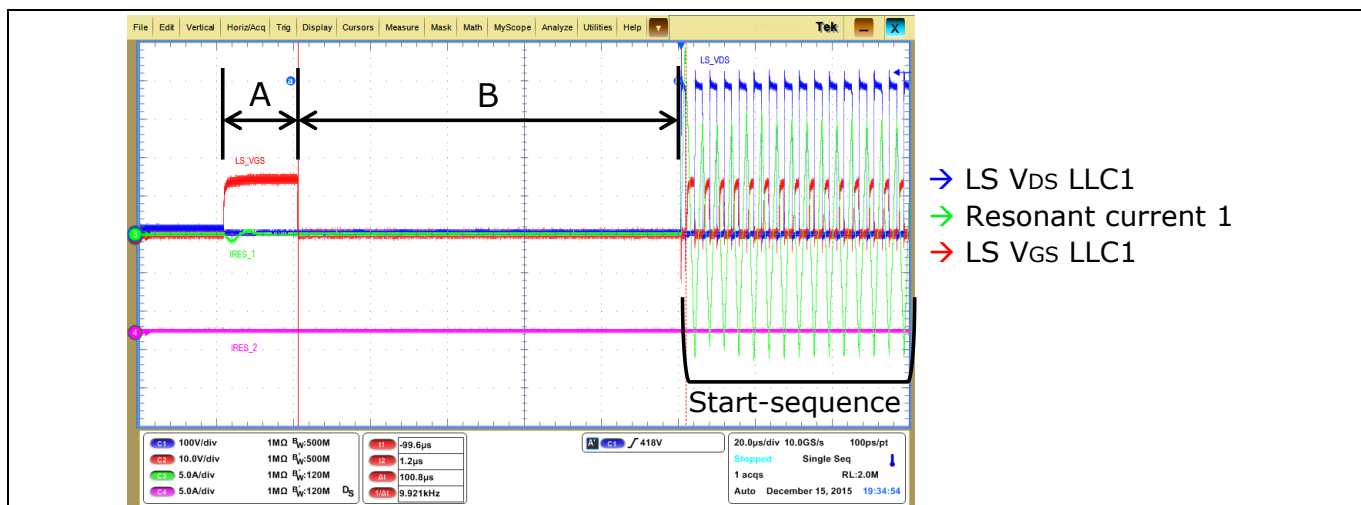 File Edit Vertical Horiz/Acq Trig Display Cursors Measure Mask Math MyScope Analyze Utilities Help Tek X
LS_VDS
a
A B
LS_VGS
→ LS VDS LLC1
→ Resonant current 1
→ LS VGS LLC1
3
IRES_1
4
IRES_2
Start-sequence
C1 100V/div 1MΩ BW:500M t1 -99.6µs A' C1 418V 20.0µs/div 10.0GS/s 100ps/pt
C2 10.0V/div 1MΩ BW:500M t2 1.2µs Stopped Single Seq
C3 5.0A/div 1MΩ BW:120M Δt 100.8µs 1 acqs RL:2.0M
C4 5.0A/div 1MΩ BW:120M DS 1/Δt 9.921kHz Auto December 15, 2015 19:34:54